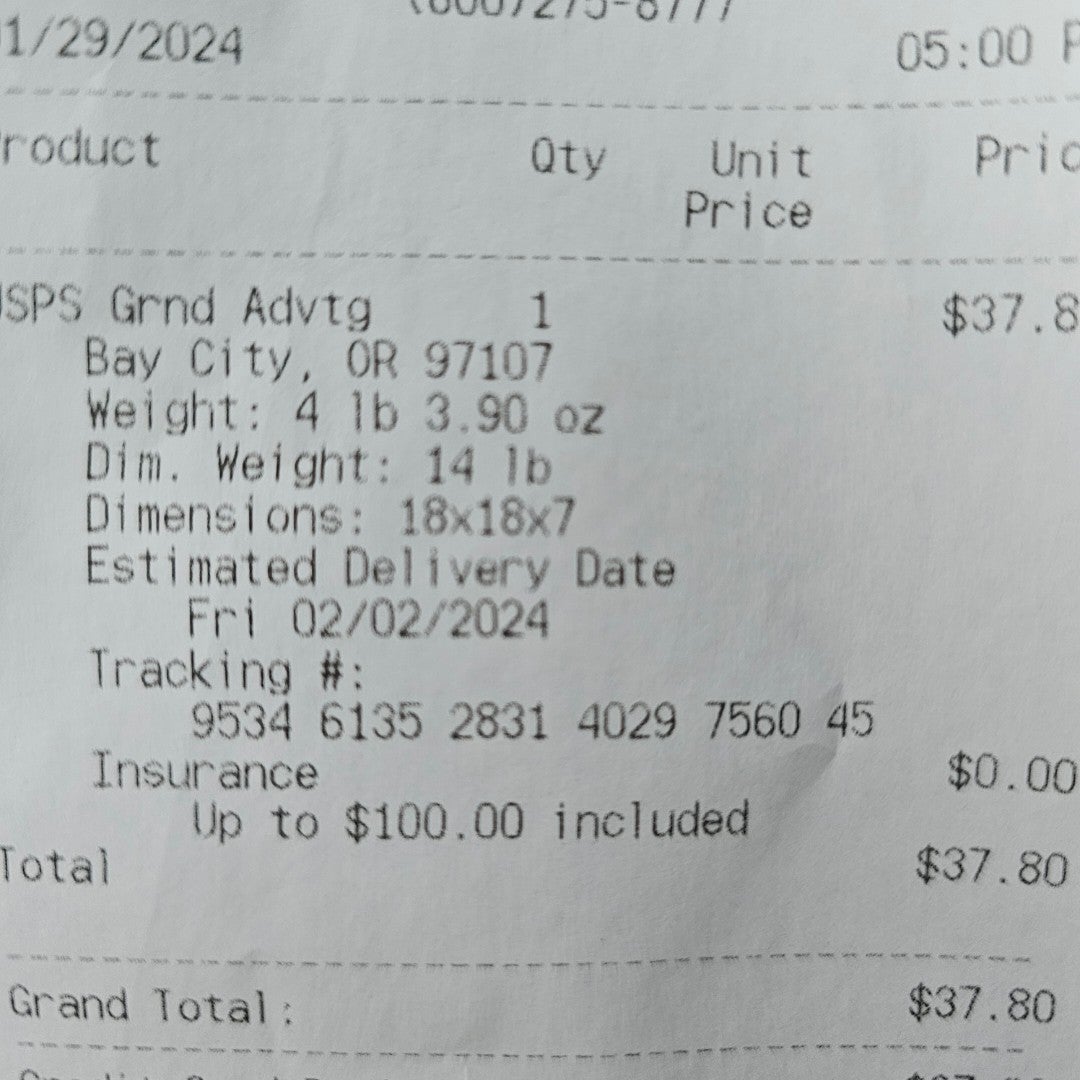 1/29/2024 05:00 P
roduct Qty Unit Pric
Price
USPS Grnd Advtg 1 $37.8
Bay City, OR 97107
Weight: 4 lb 3.90 oz
Dim. Weight: 14 lb
Dimensions: 18x18x7
Estimated Delivery Date
Fri 02/02/2024
Tracking #:
9534 6135 2831 4029 7560 45
Insurance $0.00
Up to $100.00 included
Total $37.80
Grand Total: $37.80